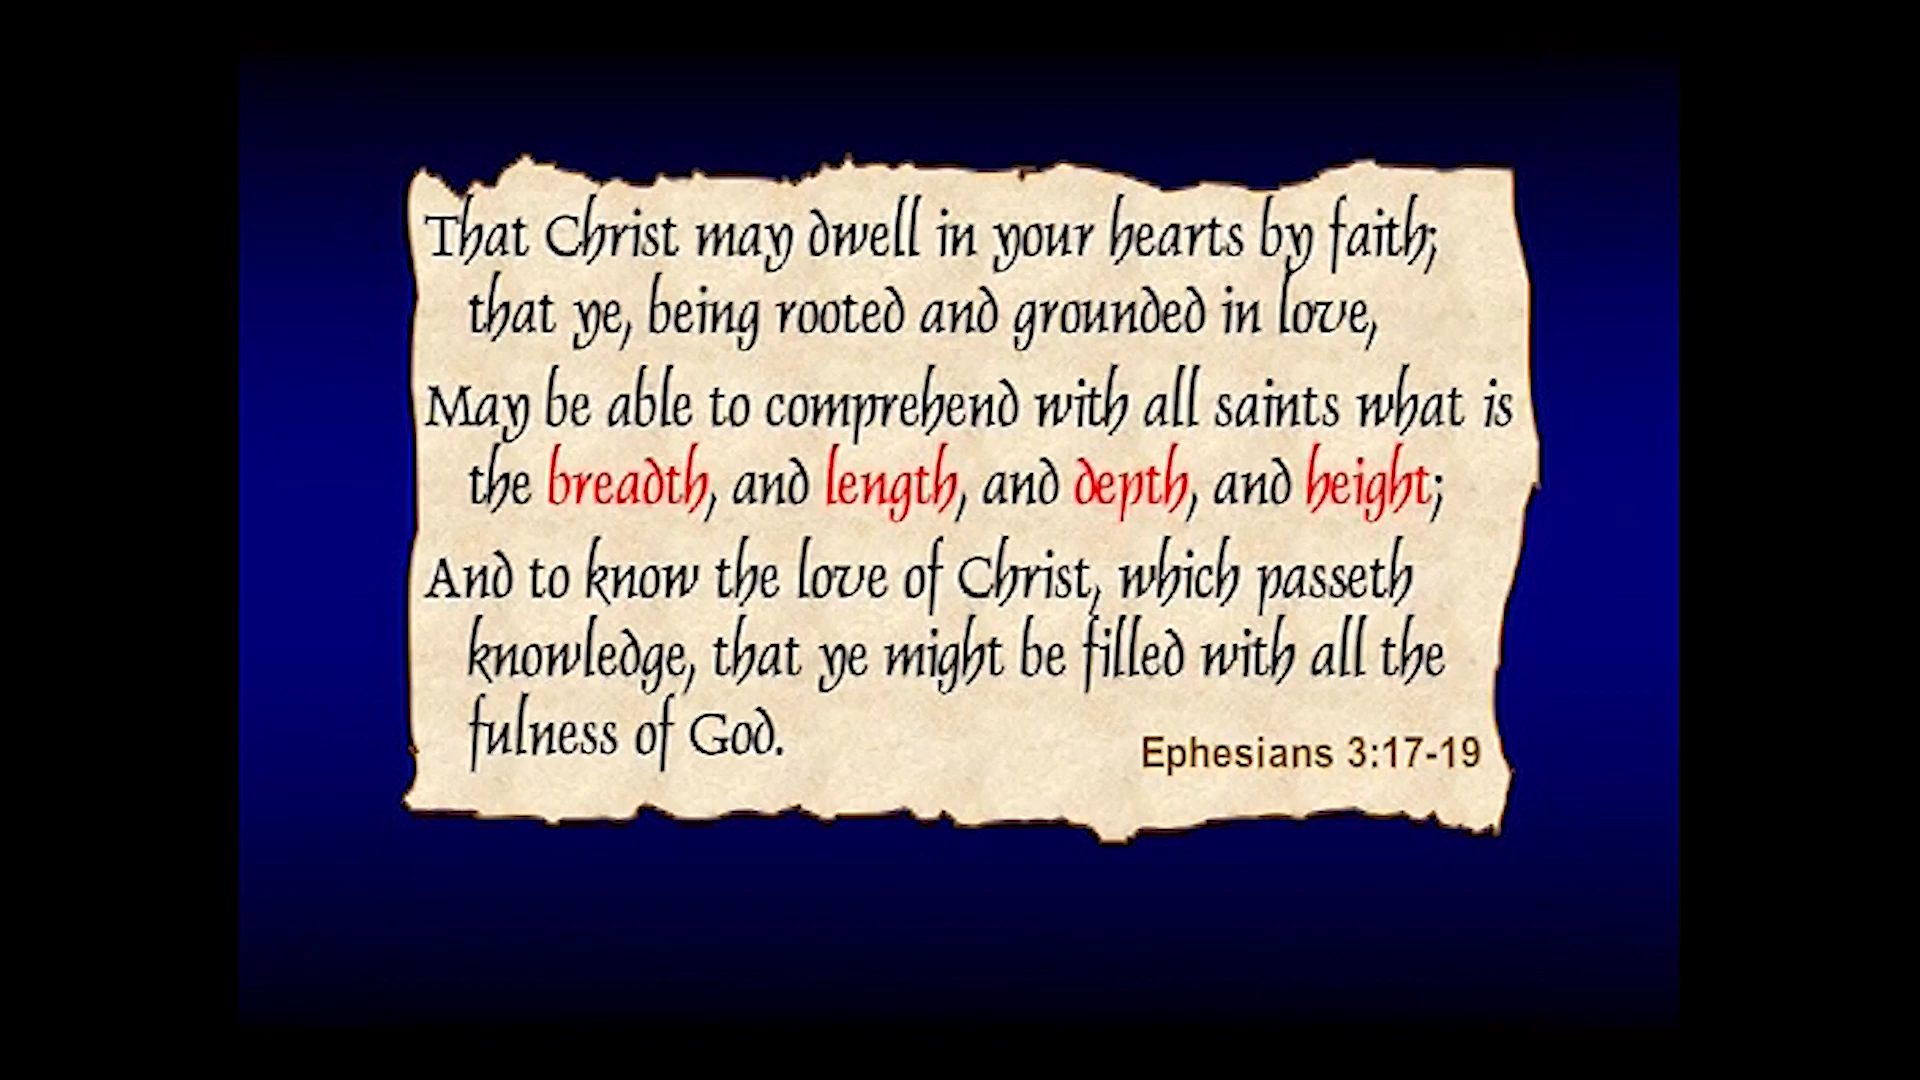 That Christ may dwell in your hearts by faith;
that ye, being rooted and grounded in love,
May be able to comprehend with all saints what is
the breadth, and length, and depth, and height;
And to know the love of Christ, which passeth
knowledge, that ye might be filled with all the
fulness of God.
Ephesians 3:17-19